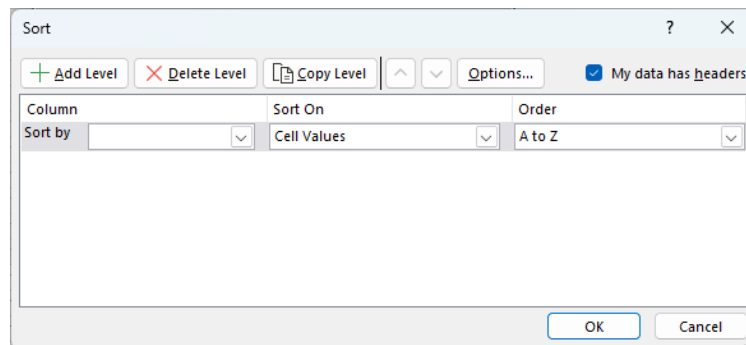 Sort ?
Add Level Delete Level Copy Level Options... My data has headers
Column Sort On Order
Sort by Cell Values A to Z
OK Cancel